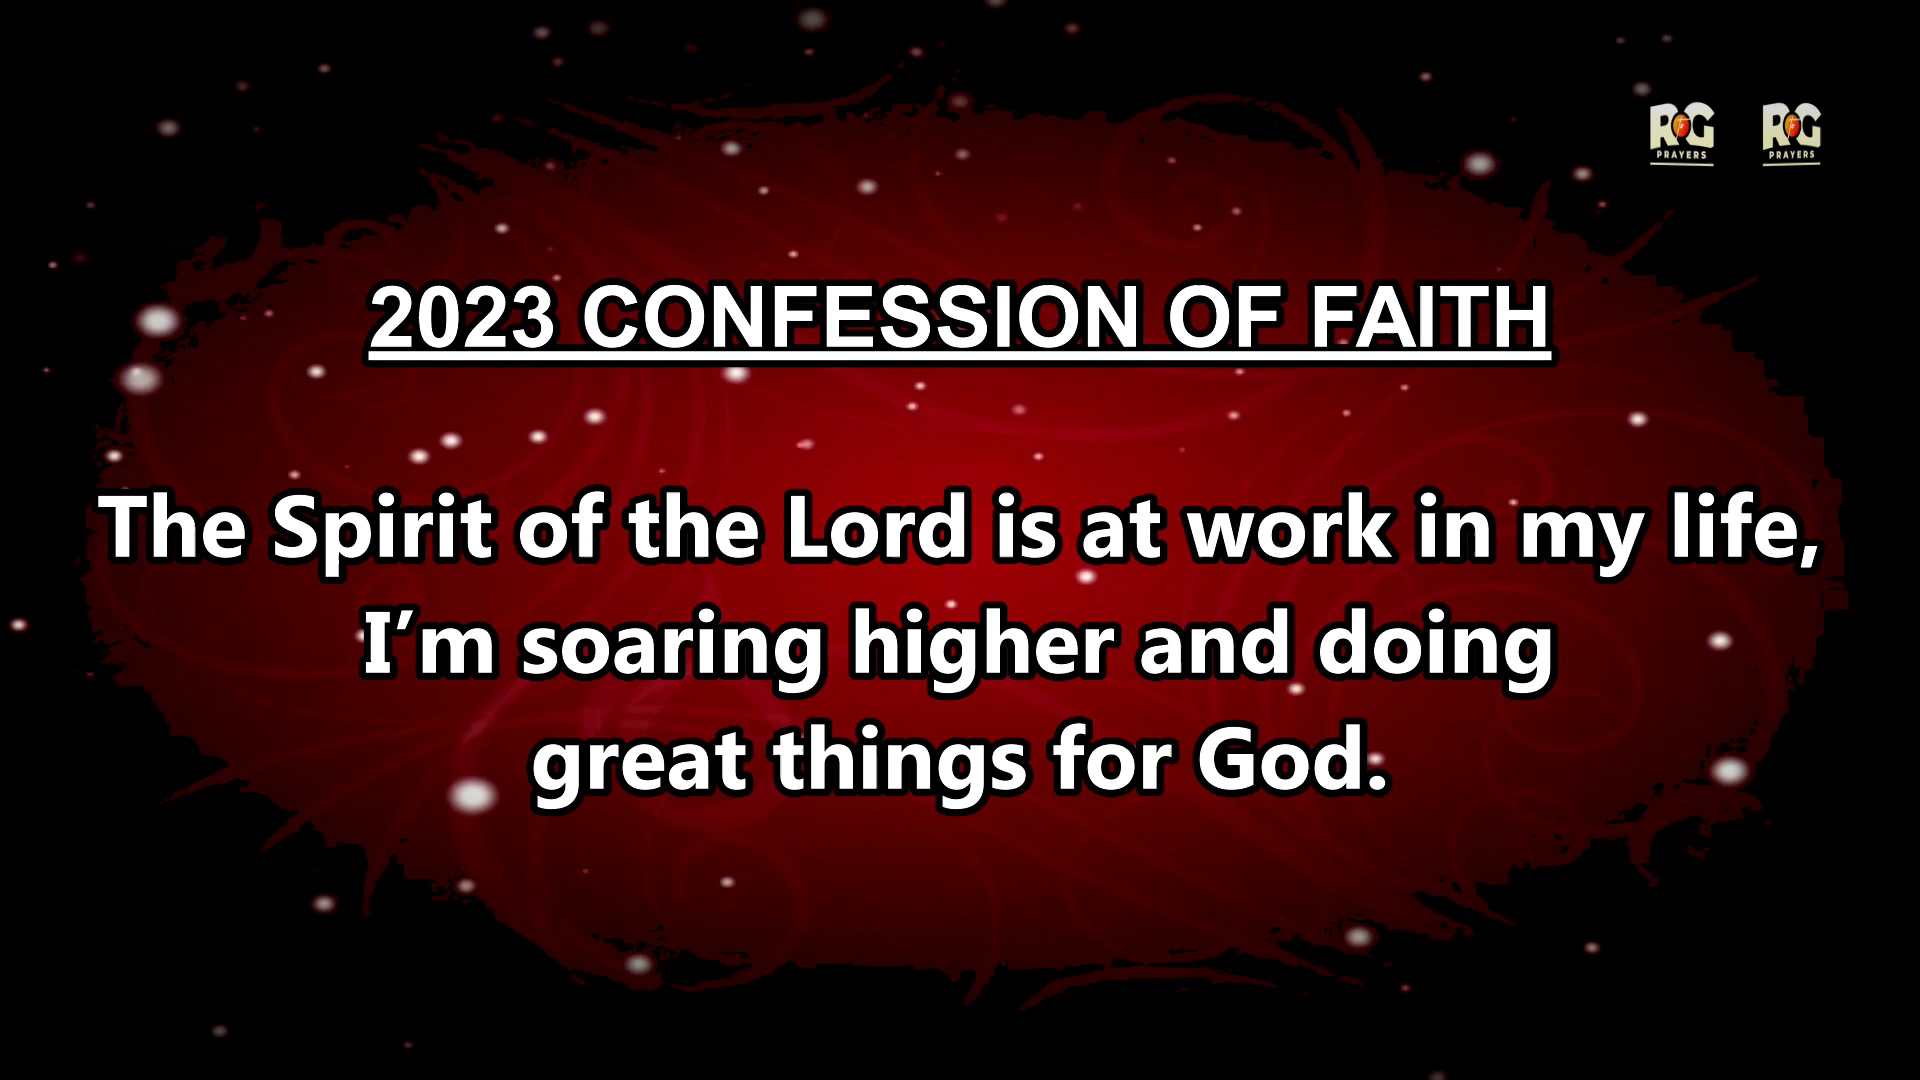 RG RG
PRAYERS PRAYERS
2023 CONFESSION OF FAITH
The Spirit of the Lord is at work in my life,
I’m soaring higher and doing
great things for God.